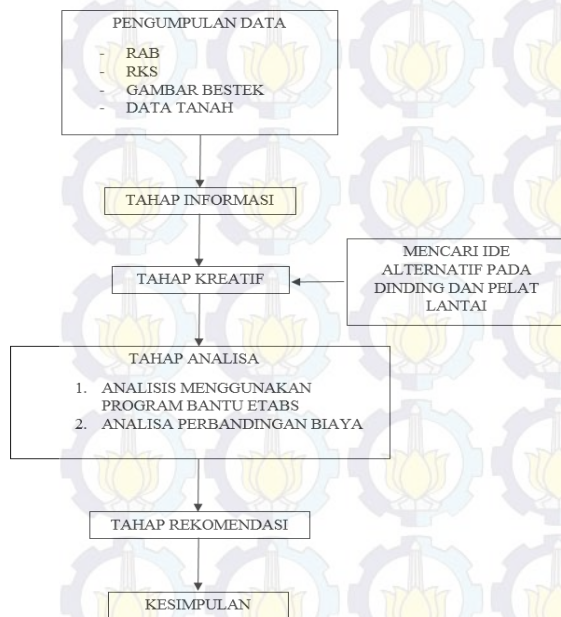 PENGUMPULAN DATA
- RAB
- RKS
- GAMBAR BESTEK
- DATA TANAH
TAHAP INFORMASI
TAHAP KREATIF
MENCARI IDE
ALTERNATIF PADA
DINDING DAN PELAT
LANTAI
TAHAP ANALISA
1. ANALISIS MENGGUNAKAN
PROGRAM BANTU ETABS
2. ANALISA PERBANDINGAN BIAYA
TAHAP REKOMENDASI
KESIMPULAN